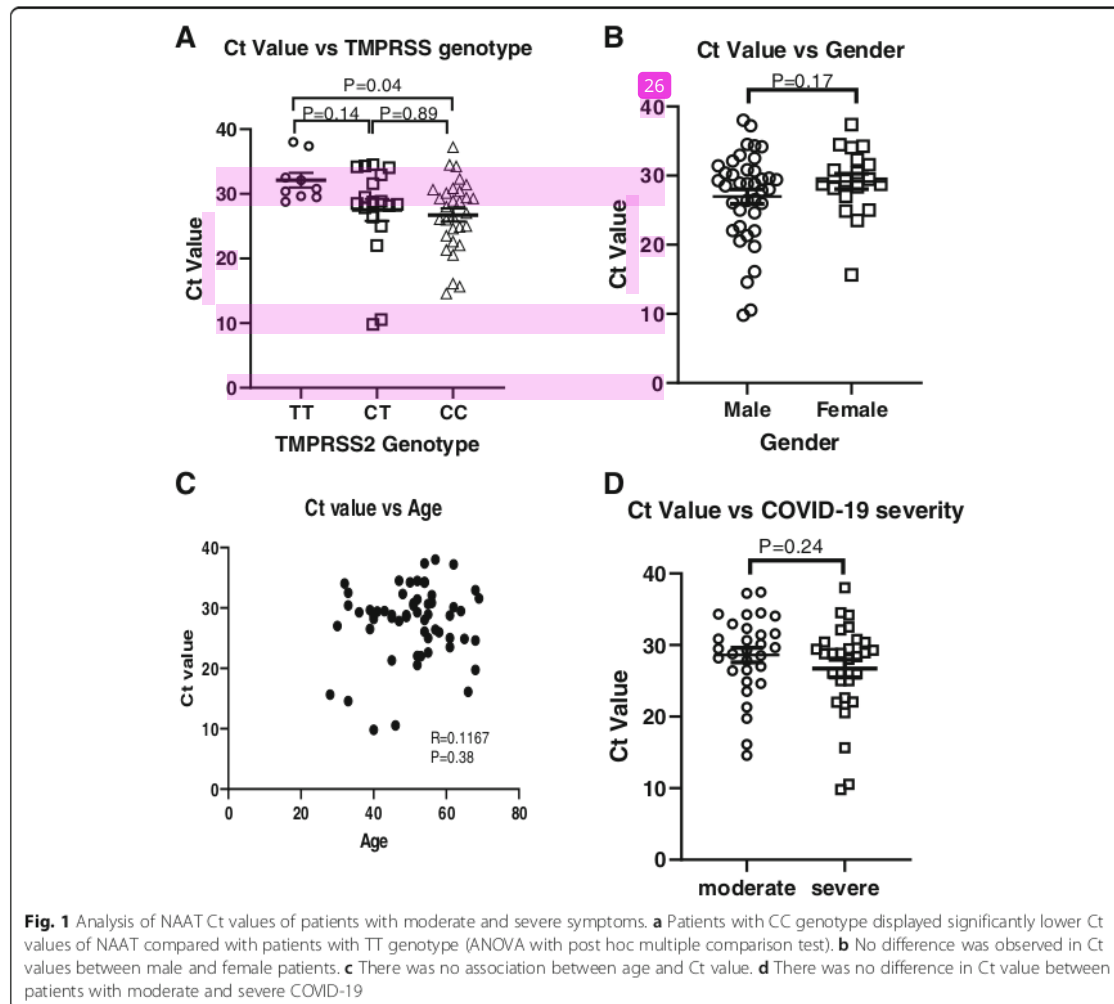 A
Ct Value vs TMPRSS genotype
P=0.04
P=0.14
P=0.89
40
30
20
10
0
Ct Value
TT CT CC
TMPRSS2 Genotype
B
Ct Value vs Gender
26
P=0.17
40
30
20
10
0
Ct Value
Male Female
Gender
C
Ct value vs Age
40
30
20
10
0
Ct value
R=0.1167
P=0.38
0 20 40 60 80
Age
D
Ct Value vs COVID-19 severity
P=0.24
40
30
20
10
0
Ct Value
moderate severe
Fig. 1 Analysis of NAAT Ct values of patients with moderate and severe symptoms. a Patients with CC genotype displayed significantly lower Ct
values of NAAT compared with patients with TT genotype (ANOVA with post hoc multiple comparison test). b No difference was observed in Ct
values between male and female patients. c There was no association between age and Ct value. d There was no difference in Ct value between
patients with moderate and severe COVID-19